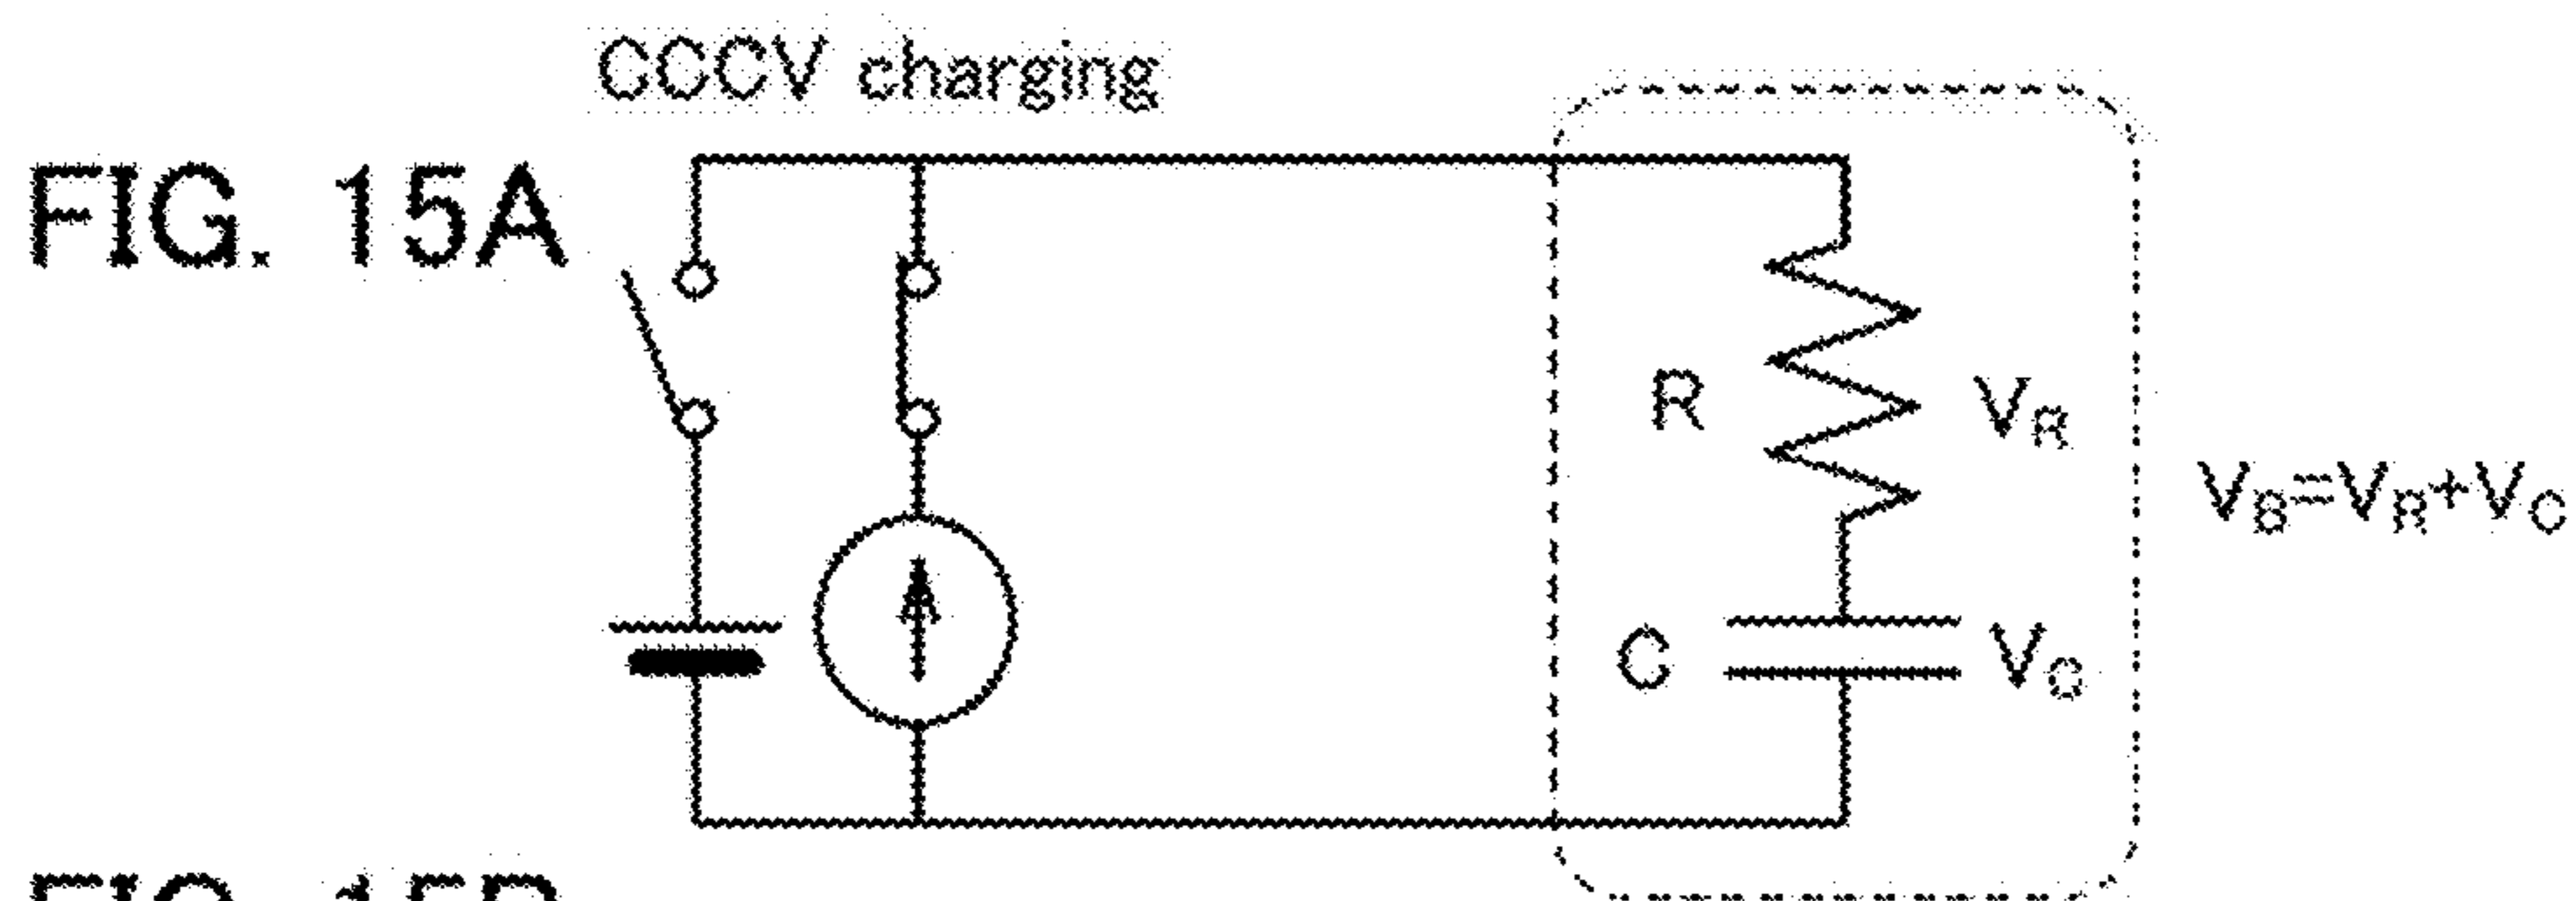 CCCV charging
FIG. 15A
R
VR
VB=VR+VC
C
VC